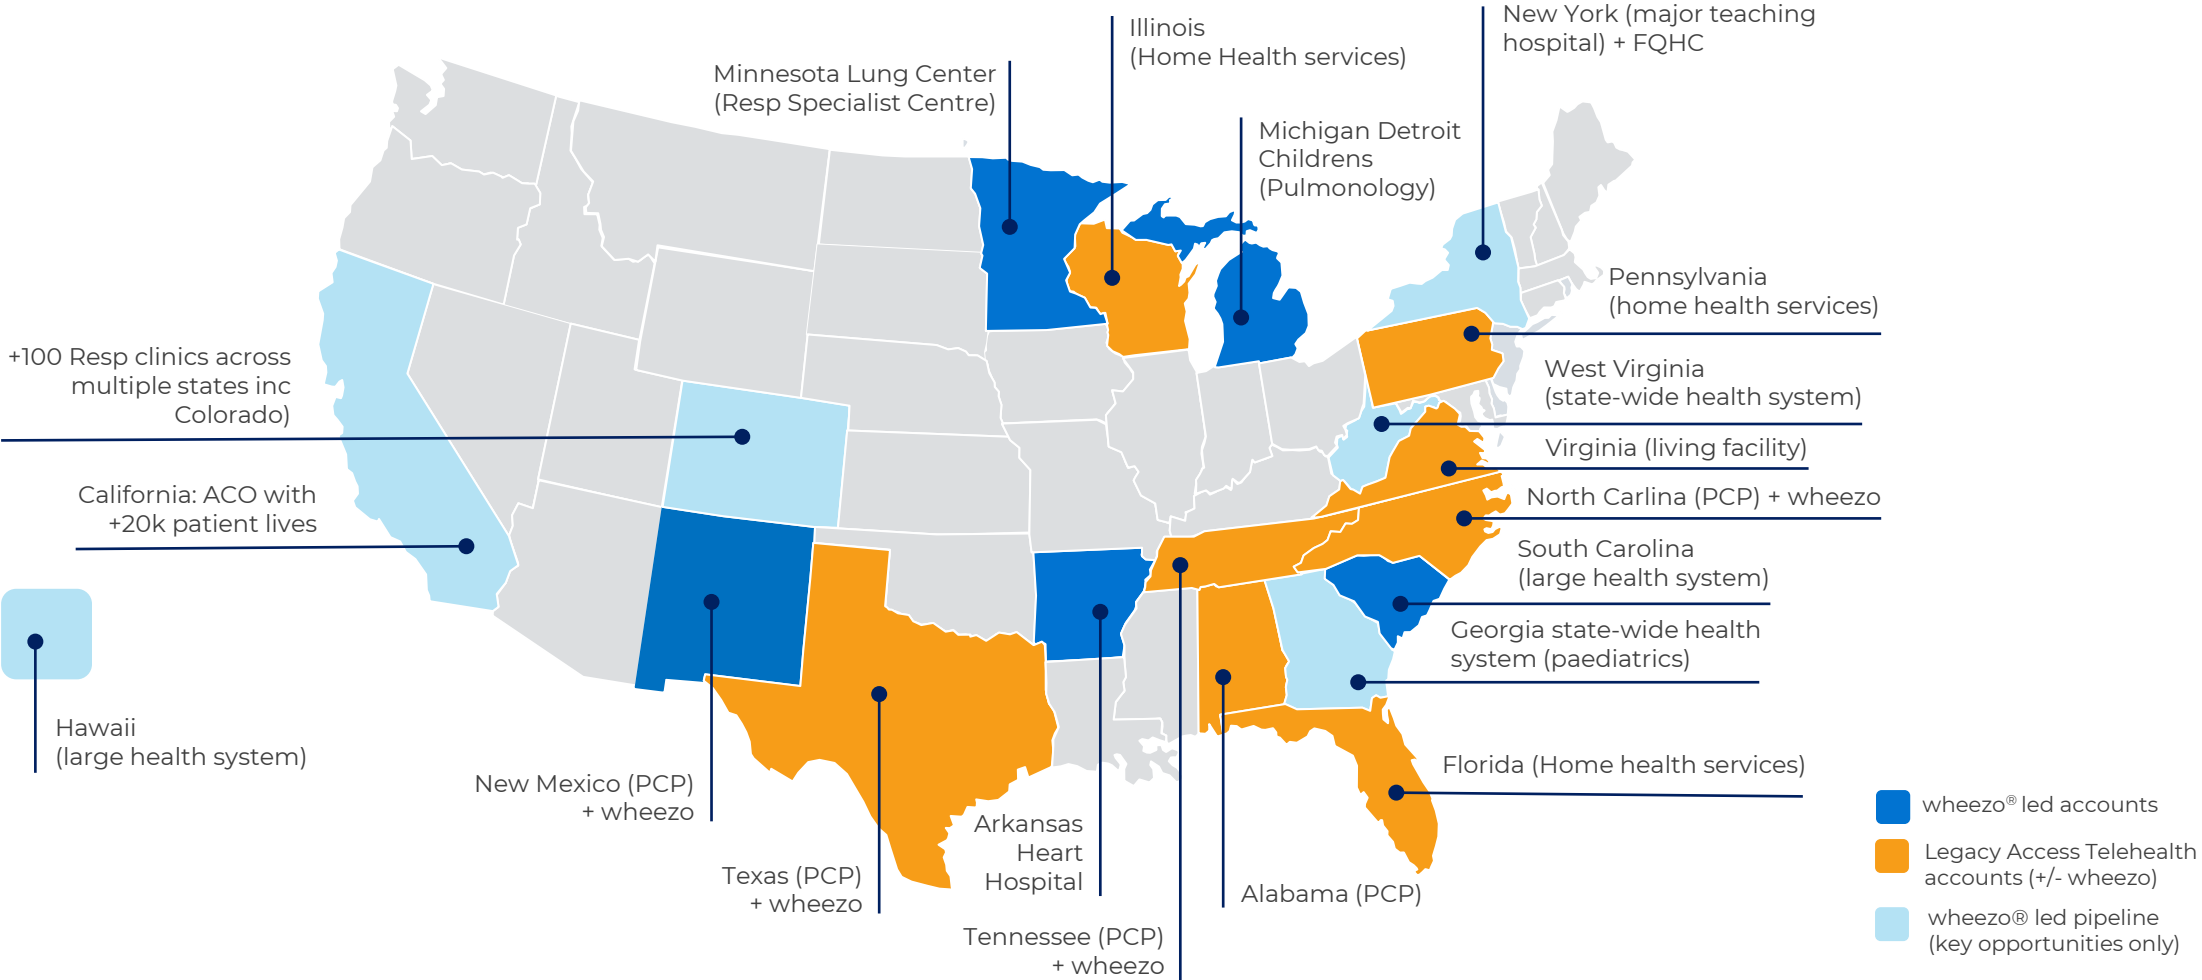 New York (major teaching
hospital) + FQHC
Illinois
(Home Health services)
Minnesota Lung Center
(Resp Specialist Centre)
Michigan Detroit
Childrens
(Pulmonology)
Pennsylvania
(home health services)
+100 Resp clinics across
multiple states inc
Colorado)
West Virginia
(state-wide health system)
Virginia (living facility)
California: ACO with
+20k patient lives
North Carlina (PCP) + wheezo
South Carolina
(large health system)
Georgia state-wide health
system (paediatrics)
Hawaii
(large health system)
Florida (Home health services)
New Mexico (PCP)
+ wheezo
Arkansas
Heart
Hospital
Texas (PCP)
+ wheezo
Alabama (PCP)
Tennessee (PCP)
+ wheezo
wheezo® led accounts
Legacy Access Telehealth
accounts (+/- wheezo)
wheezo® led pipeline
(key opportunities only)